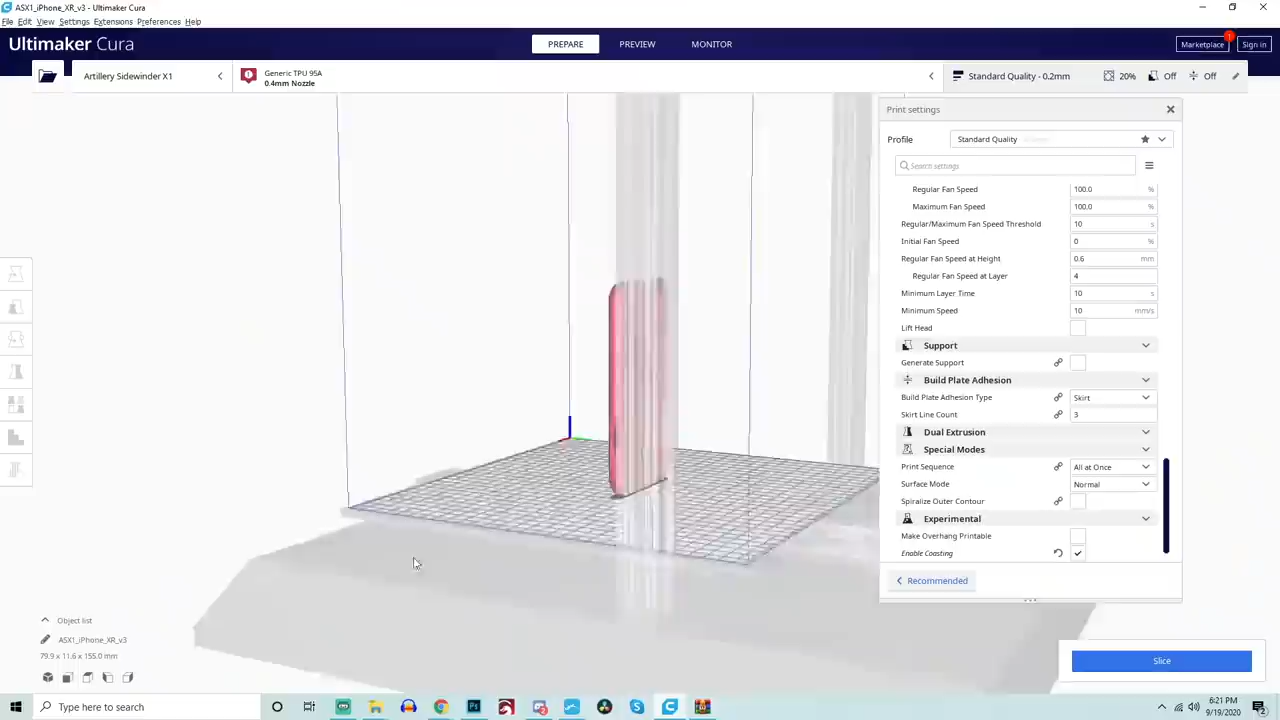 ASX1_iPhone_XR_v3 - Ultimaker Cura
File Edit View Settings Extensions Preferences Help
Ultimaker Cura
PREPARE
PREVIEW
MONITOR
Marketplace
1
Sign in
Artillery Sidewinder X1
Generic TPU 95A
0.4mm Nozzle
Standard Quality - 0.2mm
20%
Off
Off
Print settings
Profile
Standard Quality
Search settings
Regular Fan Speed 100.0 %
Maximum Fan Speed 100.0 %
Regular/Maximum Fan Speed Threshold 10 s
Initial Fan Speed 0 %
Regular Fan Speed at Height 0.6 mm
Regular Fan Speed at Layer 4
Minimum Layer Time 10 s
Minimum Speed 10 mm/s
Lift Head
Support
Generate Support
Build Plate Adhesion
Build Plate Adhesion Type Skirt
Skirt Line Count 3
Dual Extrusion
Special Modes
Print Sequence All at Once
Surface Mode Normal
Spiralize Outer Contour
Experimental
Make Overhang Printable
Enable Coasting
Recommended
Object list
ASX1_iPhone_XR_v3
79.9 x 11.6 x 155.0 mm
Slice
Type here to search
6:21 PM
9/19/2020